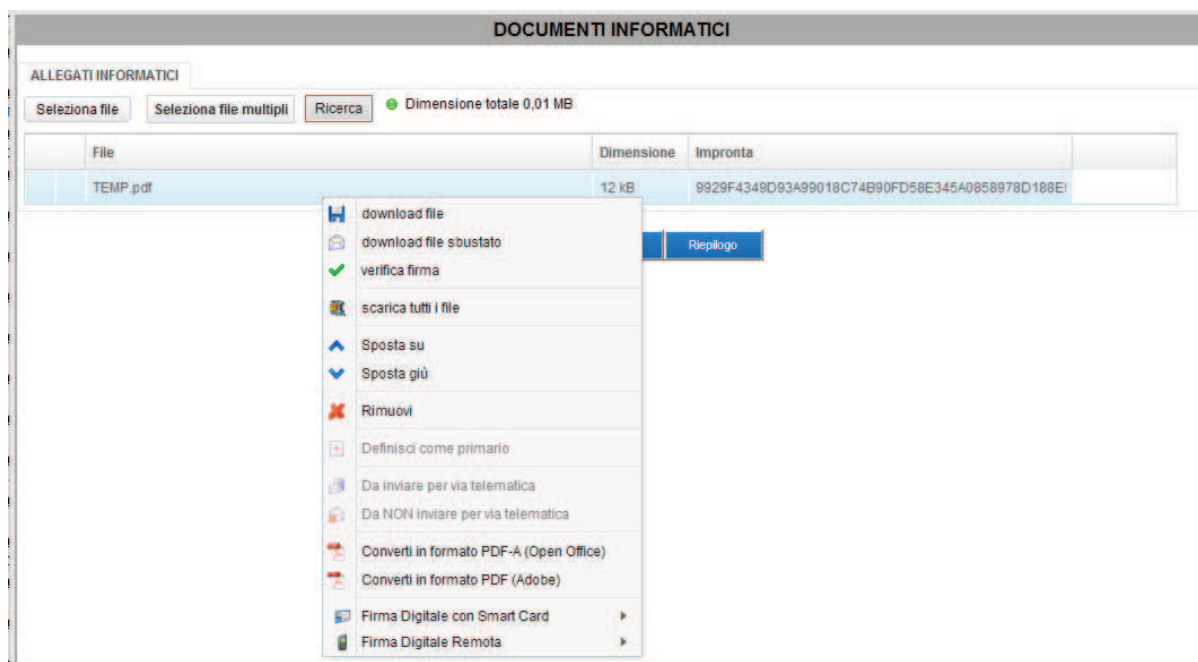 DOCUMENTI INFORMATICI
ALLEGATI INFORMATICI
Seleziona file Seleziona file multipli Ricerca Dimensione totale 0,01 MB
File Dimensione Impronta
TEMP.pdf 12 kB 9929F4349D93A99018C74B90FD58E345A0858978D188E
download file
download file sbustato
Riepilogo
verifica firma
scarica tutti i file
Sposta su
Sposta giù
Rimuovi
Definisci come primario
Da inviare per via telematica
Da NON inviare per via telematica
Converti in formato PDF-A (Open Office)
Converti in formato PDF (Adobe)
Firma Digitale con Smart Card
Firma Digitale Remota